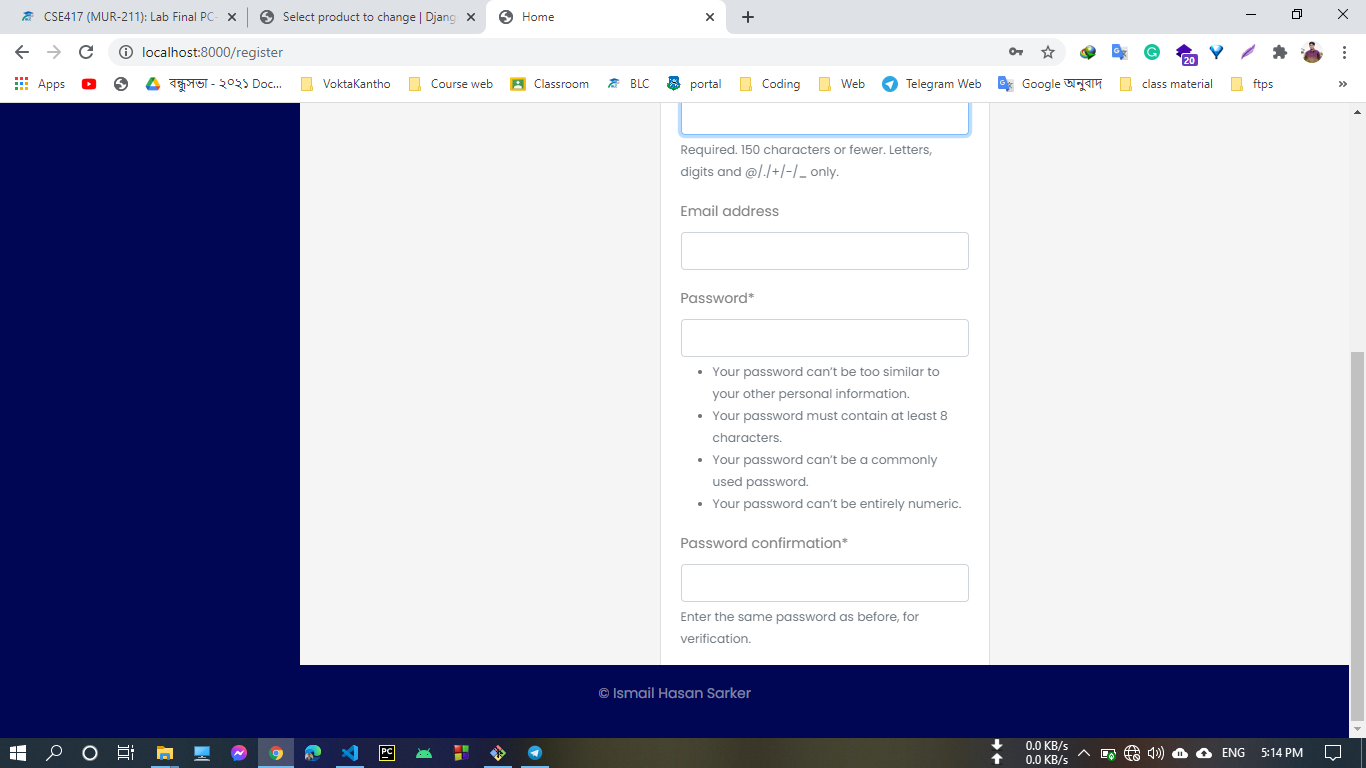 CSE417 (MUR-211): Lab Final PC-
Select product to change | Djang
Home
localhost:8000/register
20
Apps
বন্ধুসভা - ২০২১ Doc...
VoktaKantho
Course web
Classroom
BLC
portal
Coding
Web
Telegram Web
Google অনুবাদ
class material
ftps
Required. 150 characters or fewer. Letters,
digits and @/./+/-/_ only.
Email address
Password*
• Your password can’t be too similar to
your other personal information.
• Your password must contain at least 8
characters.
• Your password can’t be a commonly
used password.
• Your password can’t be entirely numeric.
Password confirmation*
Enter the same password as before, for
verification.
© Ismail Hasan Sarker
0.0 KB/s
0.0 KB/s
ENG
5:14 PM